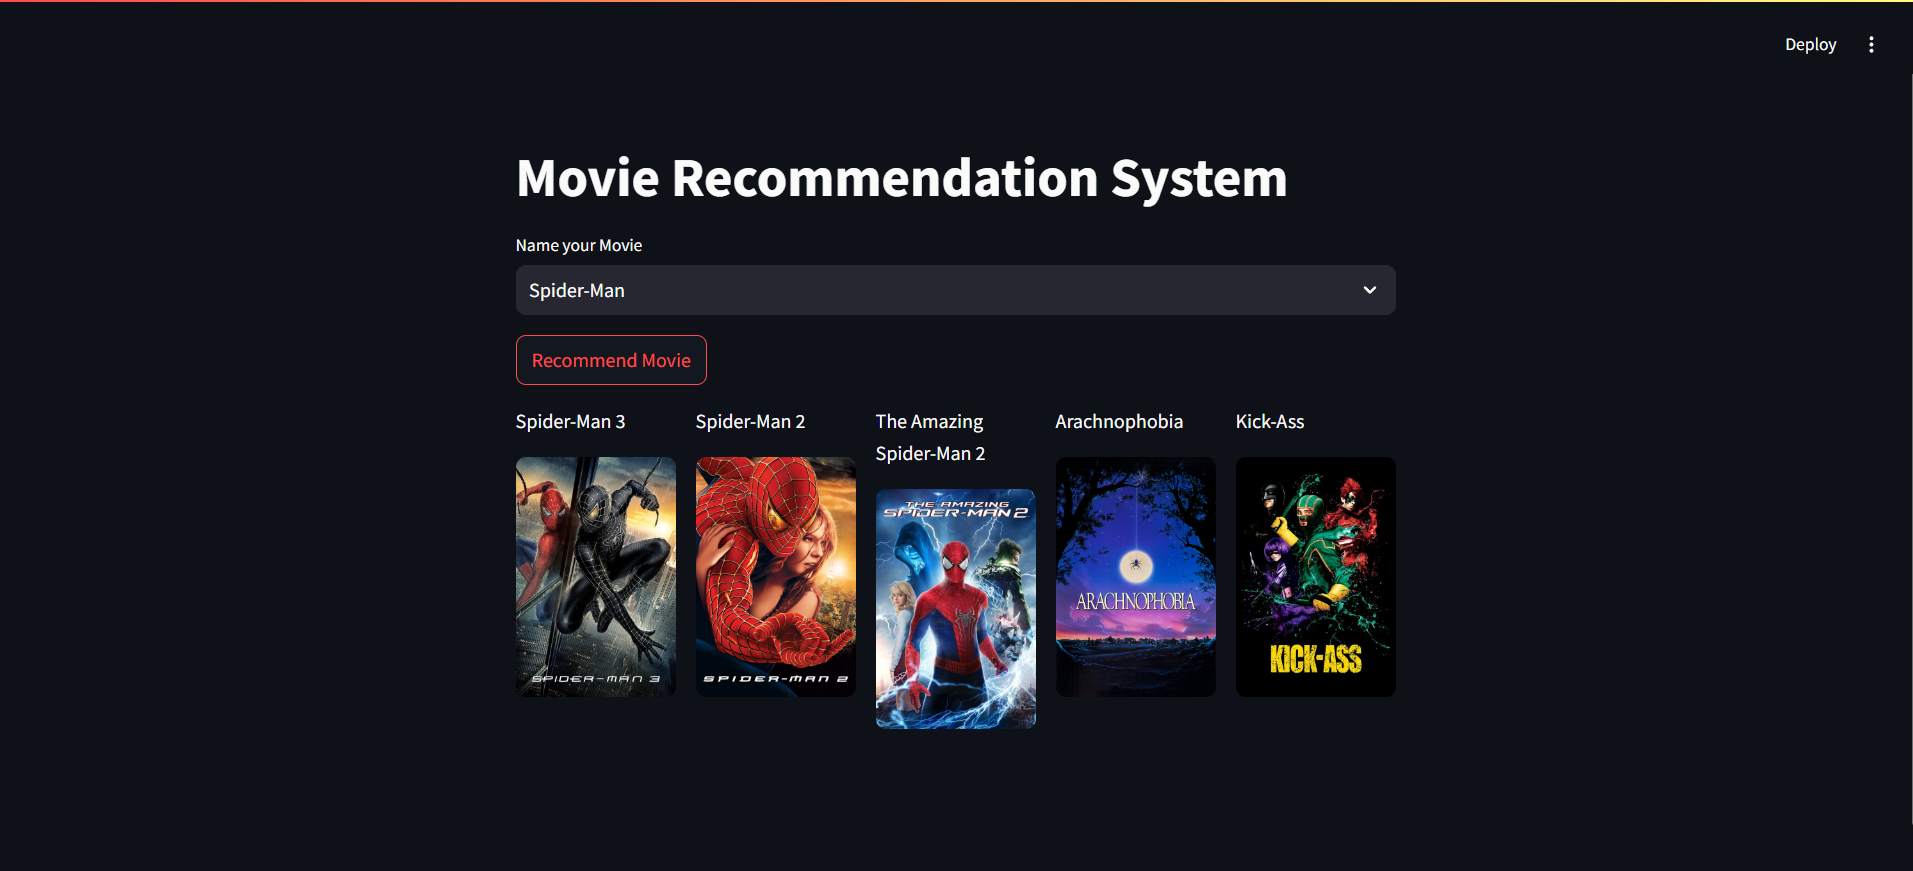 Deploy
Movie Recommendation System
Name your Movie
Spider-Man
Recommend Movie
Spider-Man 3
Spider-Man 2
The Amazing
Spider-Man 2
Arachnophobia
Kick-Ass
SPIDER-MAN 3
SPIDER-MAN 2
THE AMAZING
SPIDER-MAN 2
ARACHNOPHOBIA
KICK-ASS